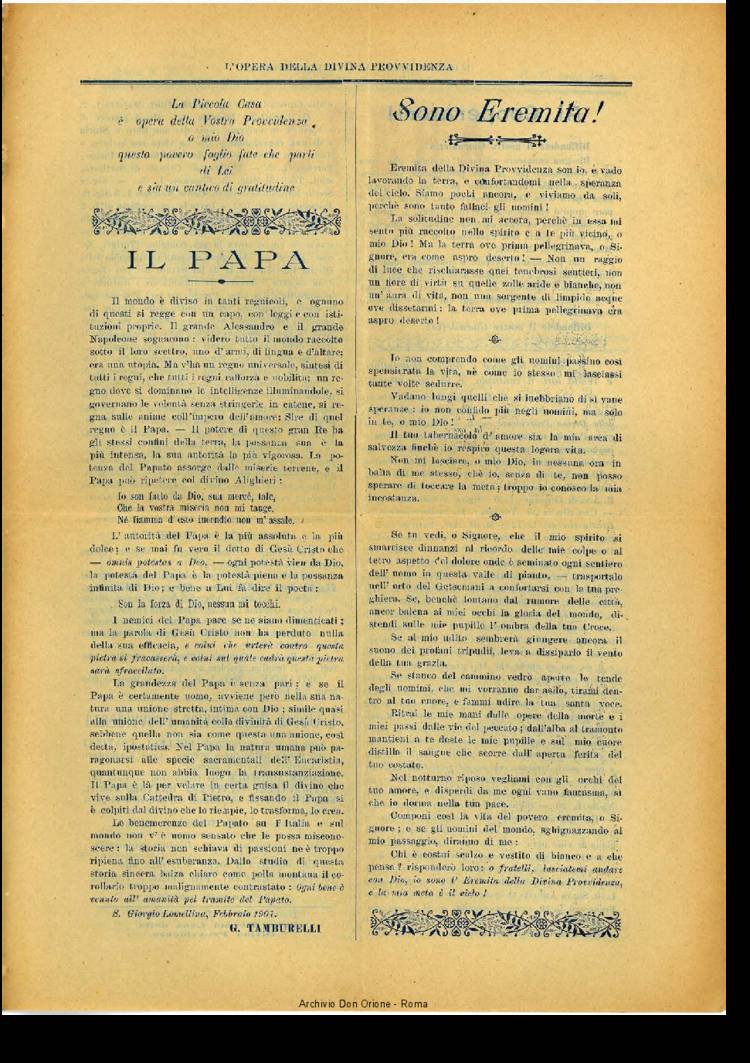 L'OPERA DELLA DIVINA PROVVIDENZA
La Piccola Casa
è opera della Vostra Provvidenza
o mio Dio
questo povero foglio fate che parli
di Lei
e sia un cantico di gratitudine
IL PAPA
Il mondo è diviso in tanti regnicoli, e ognuno
di questi si regge con un capo, con leggi e con isti-
tuzioni proprie. Il grande Alessandro e il grande
Napoleone sognarono: videro tutto il mondo raccolto
sotto il loro scettro, uno d'armi, di lingua e d'altare;
era una utopia. Ma v'ha un regno universale, sintesi di
tutti i regni, che tutti i regni rafforza e nobilita; un re-
gno dove si dominano le intelligenze illuminandole, si
governano le volontà senza stringerle in catene, si re-
gna sulle anime coll'impero dell'amore; Sire di quel
regno è il Papa. — Il potere di questo gran Re ha
gli stessi confini della terra, la possanza sua è la
più intensa, la sua autorità la più vigorosa. La po-
tenza del Papato assorge dalle miserie terrene, e il
Papa può ripetere col divino Alighieri:
Io son fatto da Dio, sua mercé, tale,
Che la vostra miseria non mi tange,
Né fiamma d'esto incendio non m'assale.
L'autorità del Papa è la più assoluta e la più
dolce; e se mai fu vero il detto di Gesù Cristo che
— omnis potestas a Deo, — ogni potestà vien da Dio,
la potestà del Papa è la potestà piena e la possanza
infinita di Dio; e bene a Lui fa dire il poeta:
Son la forza di Dio, nessun mi tocchi.
I nemici del Papa pare se ne siano dimenticati;
ma la parola di Gesù Cristo non ha perduto nulla
della sua efficacia, e colui che urterà contro questa
pietra si fracasserà, e colui sul quale cadrà questa pietra
sarà sfracellato.
La grandezza del Papa è senza pari: e se il
Papa è certamente uomo, avviene però nella sua na-
tura una unione stretta, intima con Dio; simile quasi
alla unione dell'umanità colla divinità di Gesù Cristo,
sebbene quella non sia come questa una unione, così
detta, ipostatica. Nel Papa la natura umana può pa-
ragonarsi alle specie sacramentali dell'Eucaristia,
quantunque non abbia luogo la transustanziazione.
Il Papa è là per velare in certa guisa il divino che
vive sulla Cattedra di Pietro, e fissando il Papa si
è colpiti dal divino che lo riempie, lo trasforma, lo crea.
Le benemerenze del Papato su l'Italia e sul
mondo non v'è uomo sensato che le possa miscono-
scere: la storia non schiava di passioni ne è troppo
ripiena fino all'esuberanza. Dallo studio di questa
storia sincera balza chiaro come polla montana il co-
rollario troppo malignamente contrastato: Ogni bene è
venuto all'umanità pel tramite del Papato.
S. Giorgio Lomellina, Febbraio 1907.
G. TAMBURELLI
Sono Eremita!
Eremita della Divina Provvidenza son io, e vado
lavorando la terra, e confortandomi nella speranza
del cielo. Siamo pochi ancora, e viviamo da soli,
perchè sono tanto fallaci gli uomini!
La solitudine non mi accora, perchè in essa mi
sento più raccolto nello spirito e a te più vicino, o
mio Dio! Ma la terra ove prima pellegrinava, o Si-
gnore, era come aspro deserto! — Non un raggio
di luce che rischiarasse quei tenebrosi sentieri, non
un fiore di virtù su quelle zolle aride e bianche, non
un'aura di vita, non una sorgente di limpide acque
ove dissetarmi: la terra ove prima pellegrinava era
aspro deserto!
Io non comprendo come gli uomini passino così
spensierata la vita, nè come io stesso mi lasciassi
tante volte sedurre.
Vadano lungi quelli che si inebbriano di sì vane
speranze: io non confido più negli uomini, ma solo
in te, o mio Dio!
Il tuo tabernacolo d'amore sia la mia arca di
salvezza finchè io respiro questa logora vita.
Non mi lasciare, o mio Dio, in nessuna ora in
balìa di me stesso, chè io, senza di te, non posso
sperare di toccare la meta; troppo io conosco la mia
incostanza.
Se tu vedi, o Signore, che il mio spirito si
smarrisce dinnanzi al ricordo delle mie colpe o al
tetro aspetto del dolore onde è seminato ogni sentiero
dell'uomo in questa valle di pianto, — trasportalo
nell'orto del Getsemani a confortarsi con la tua pre-
ghiera. Se, benchè lontano dal rumore delle città,
ancor balena ai miei occhi la gloria del mondo, di-
stendi sulle mie pupille l'ombra della tua Croce.
Se al mio udito sembrerà giungere ancora il
suono dei profani tripudii, leva a dissiparlo il vento
della tua grazia.
Se stanco del cammino vedrò aperte le tende
degli uomini, che mi vorranno dar asilo, tirami den-
tro al tuo cuore, e fammi udire la tua santa voce.
Ritrai le mie mani dalle opere della morte e i
miei passi dalle vie del peccato; dall'alba al tramonto
mantieni a te deste le mie pupille e sul mio cuore
distilla il sangue che scorre dall'aperta ferita del
tuo costato.
Nel notturno riposo vegliami con gli occhi del
tuo amore, e disperdi da me ogni vano fantasma, sì
che io dorma nella tua pace.
Componi così la vita del povero eremita, o Si-
gnore; e se gli uomini del mondo, sghignazzando al
mio passaggio, diranno di me:
Chi è costui scalzo e vestito di bianco e a che
pensa? risponderò loro: o fratelli, lasciatemi andare
con Dio, io sono l'Eremita della Divina Provvidenza,
e la mia meta è il cielo!
Archivio Don Orione - Roma